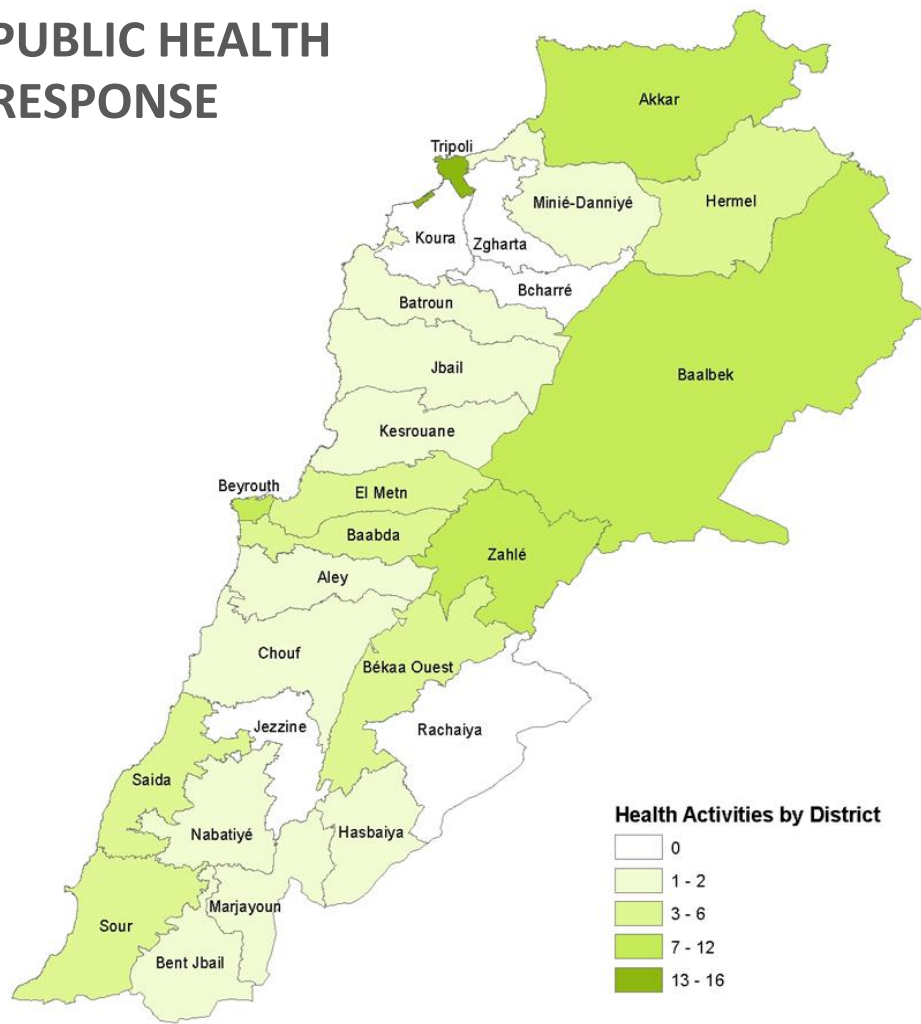 PUBLIC HEALTH
RESPONSE
Akkar
Tripoli
Minié-Danniyé
Hermel
Koura
Zgharta
Bcharré
Batroun
Jbail
Baalbek
Kesrouane
Beyrouth
El Metn
Baabda
Zahlé
Aley
Chouf
Békaa Ouest
Jezzine
Rachaiya
Saida
Nabatiyé
Hasbaiya
Marjayoun
Sour
Bent Jbail
Health Activities by District
0
1 - 2
3 - 6
7 - 12
13 - 16